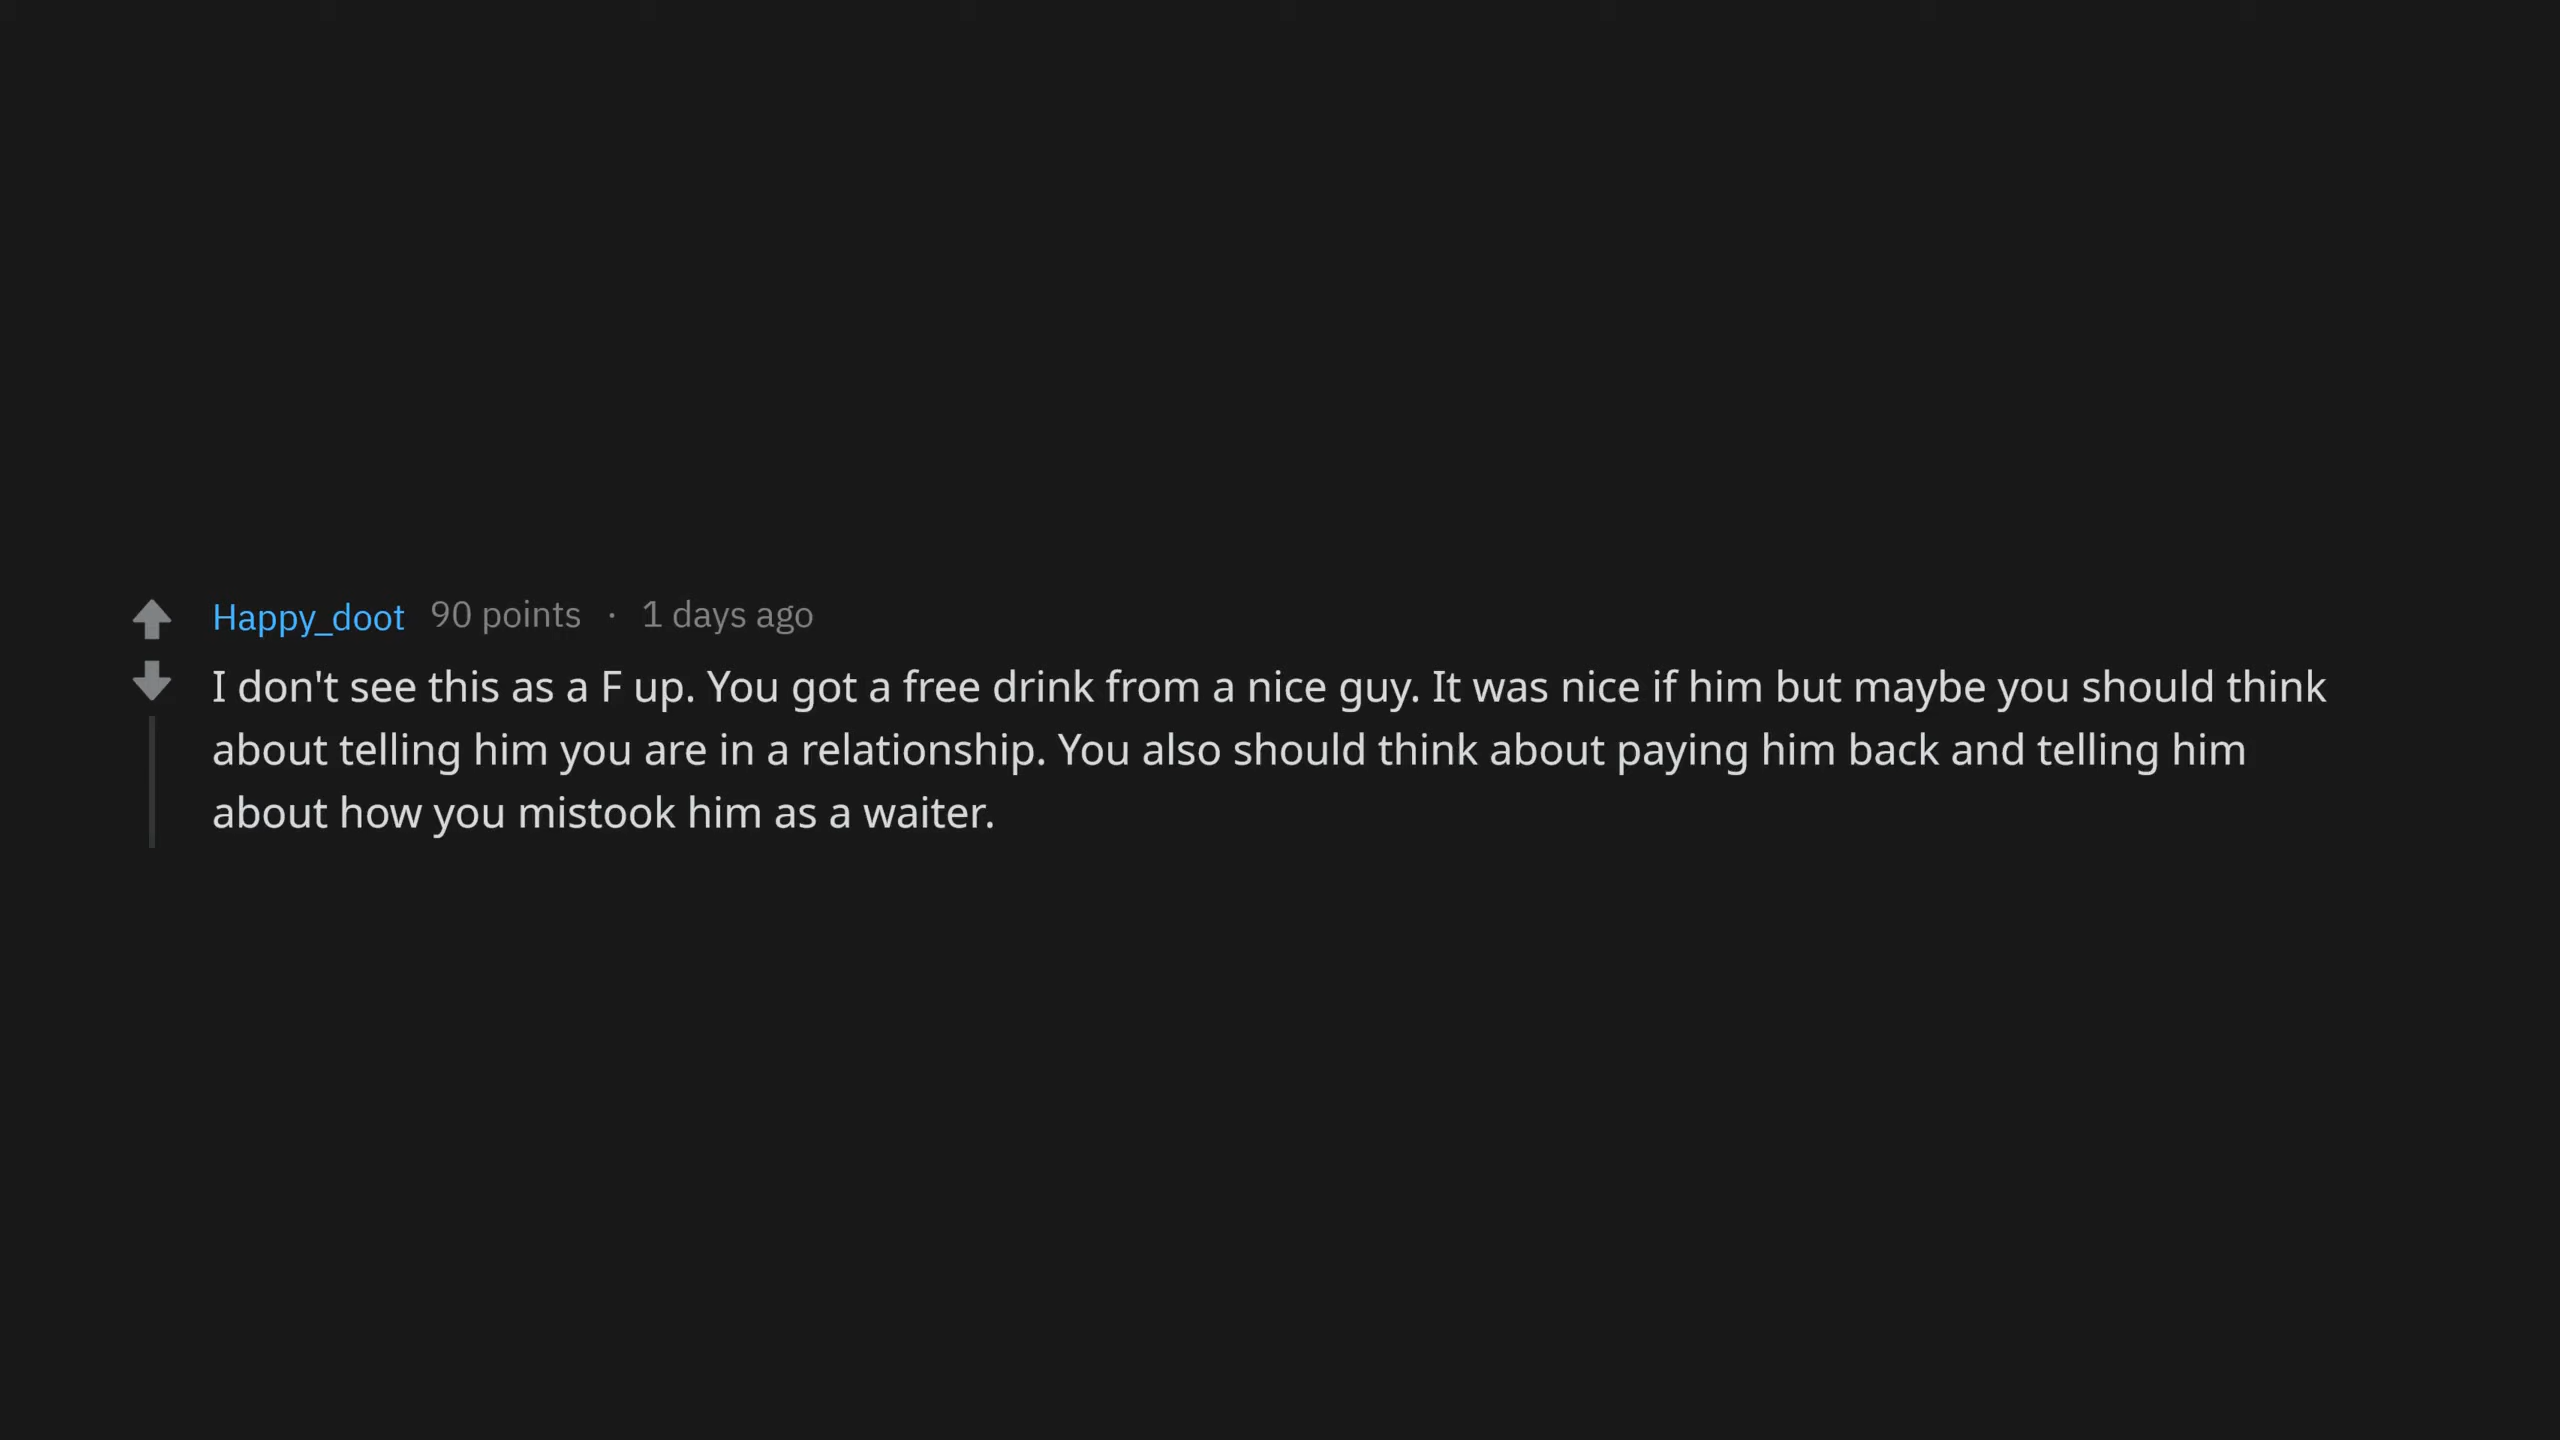 Happy_doot 90 points · 1 days ago
I don't see this as a F up. You got a free drink from a nice guy. It was nice if him but maybe you should think
about telling him you are in a relationship. You also should think about paying him back and telling him
about how you mistook him as a waiter.